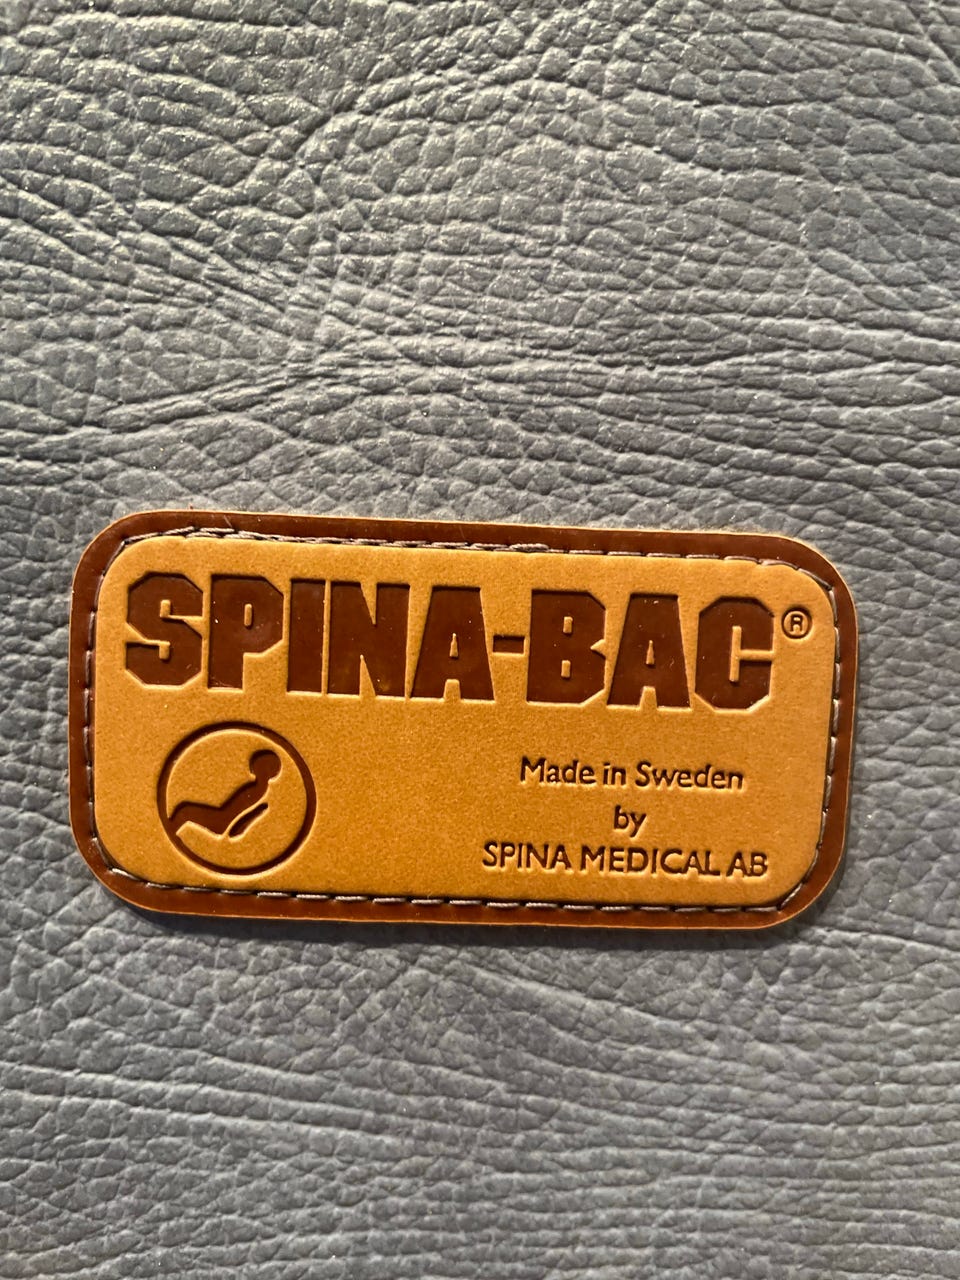 SPINA-BAC®
Made in Sweden
by
SPINA MEDICAL AB